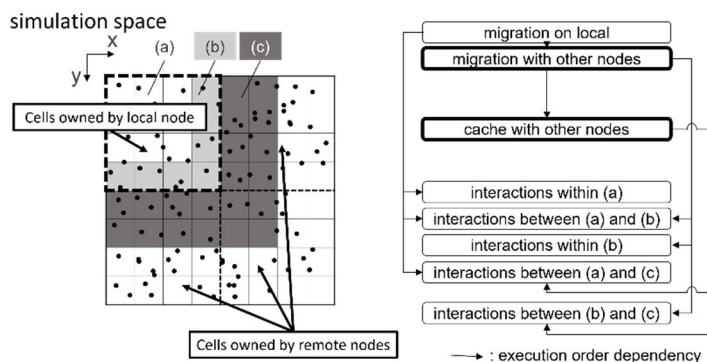 simulation space
x
(a)
(b)
(c)
y
Cells owned by local node
Cells owned by remote nodes
migration on local
migration with other nodes
cache with other nodes
interactions within (a)
interactions between (a) and (b)
interactions within (b)
interactions between (a) and (c)
interactions between (b) and (c)
: execution order dependency